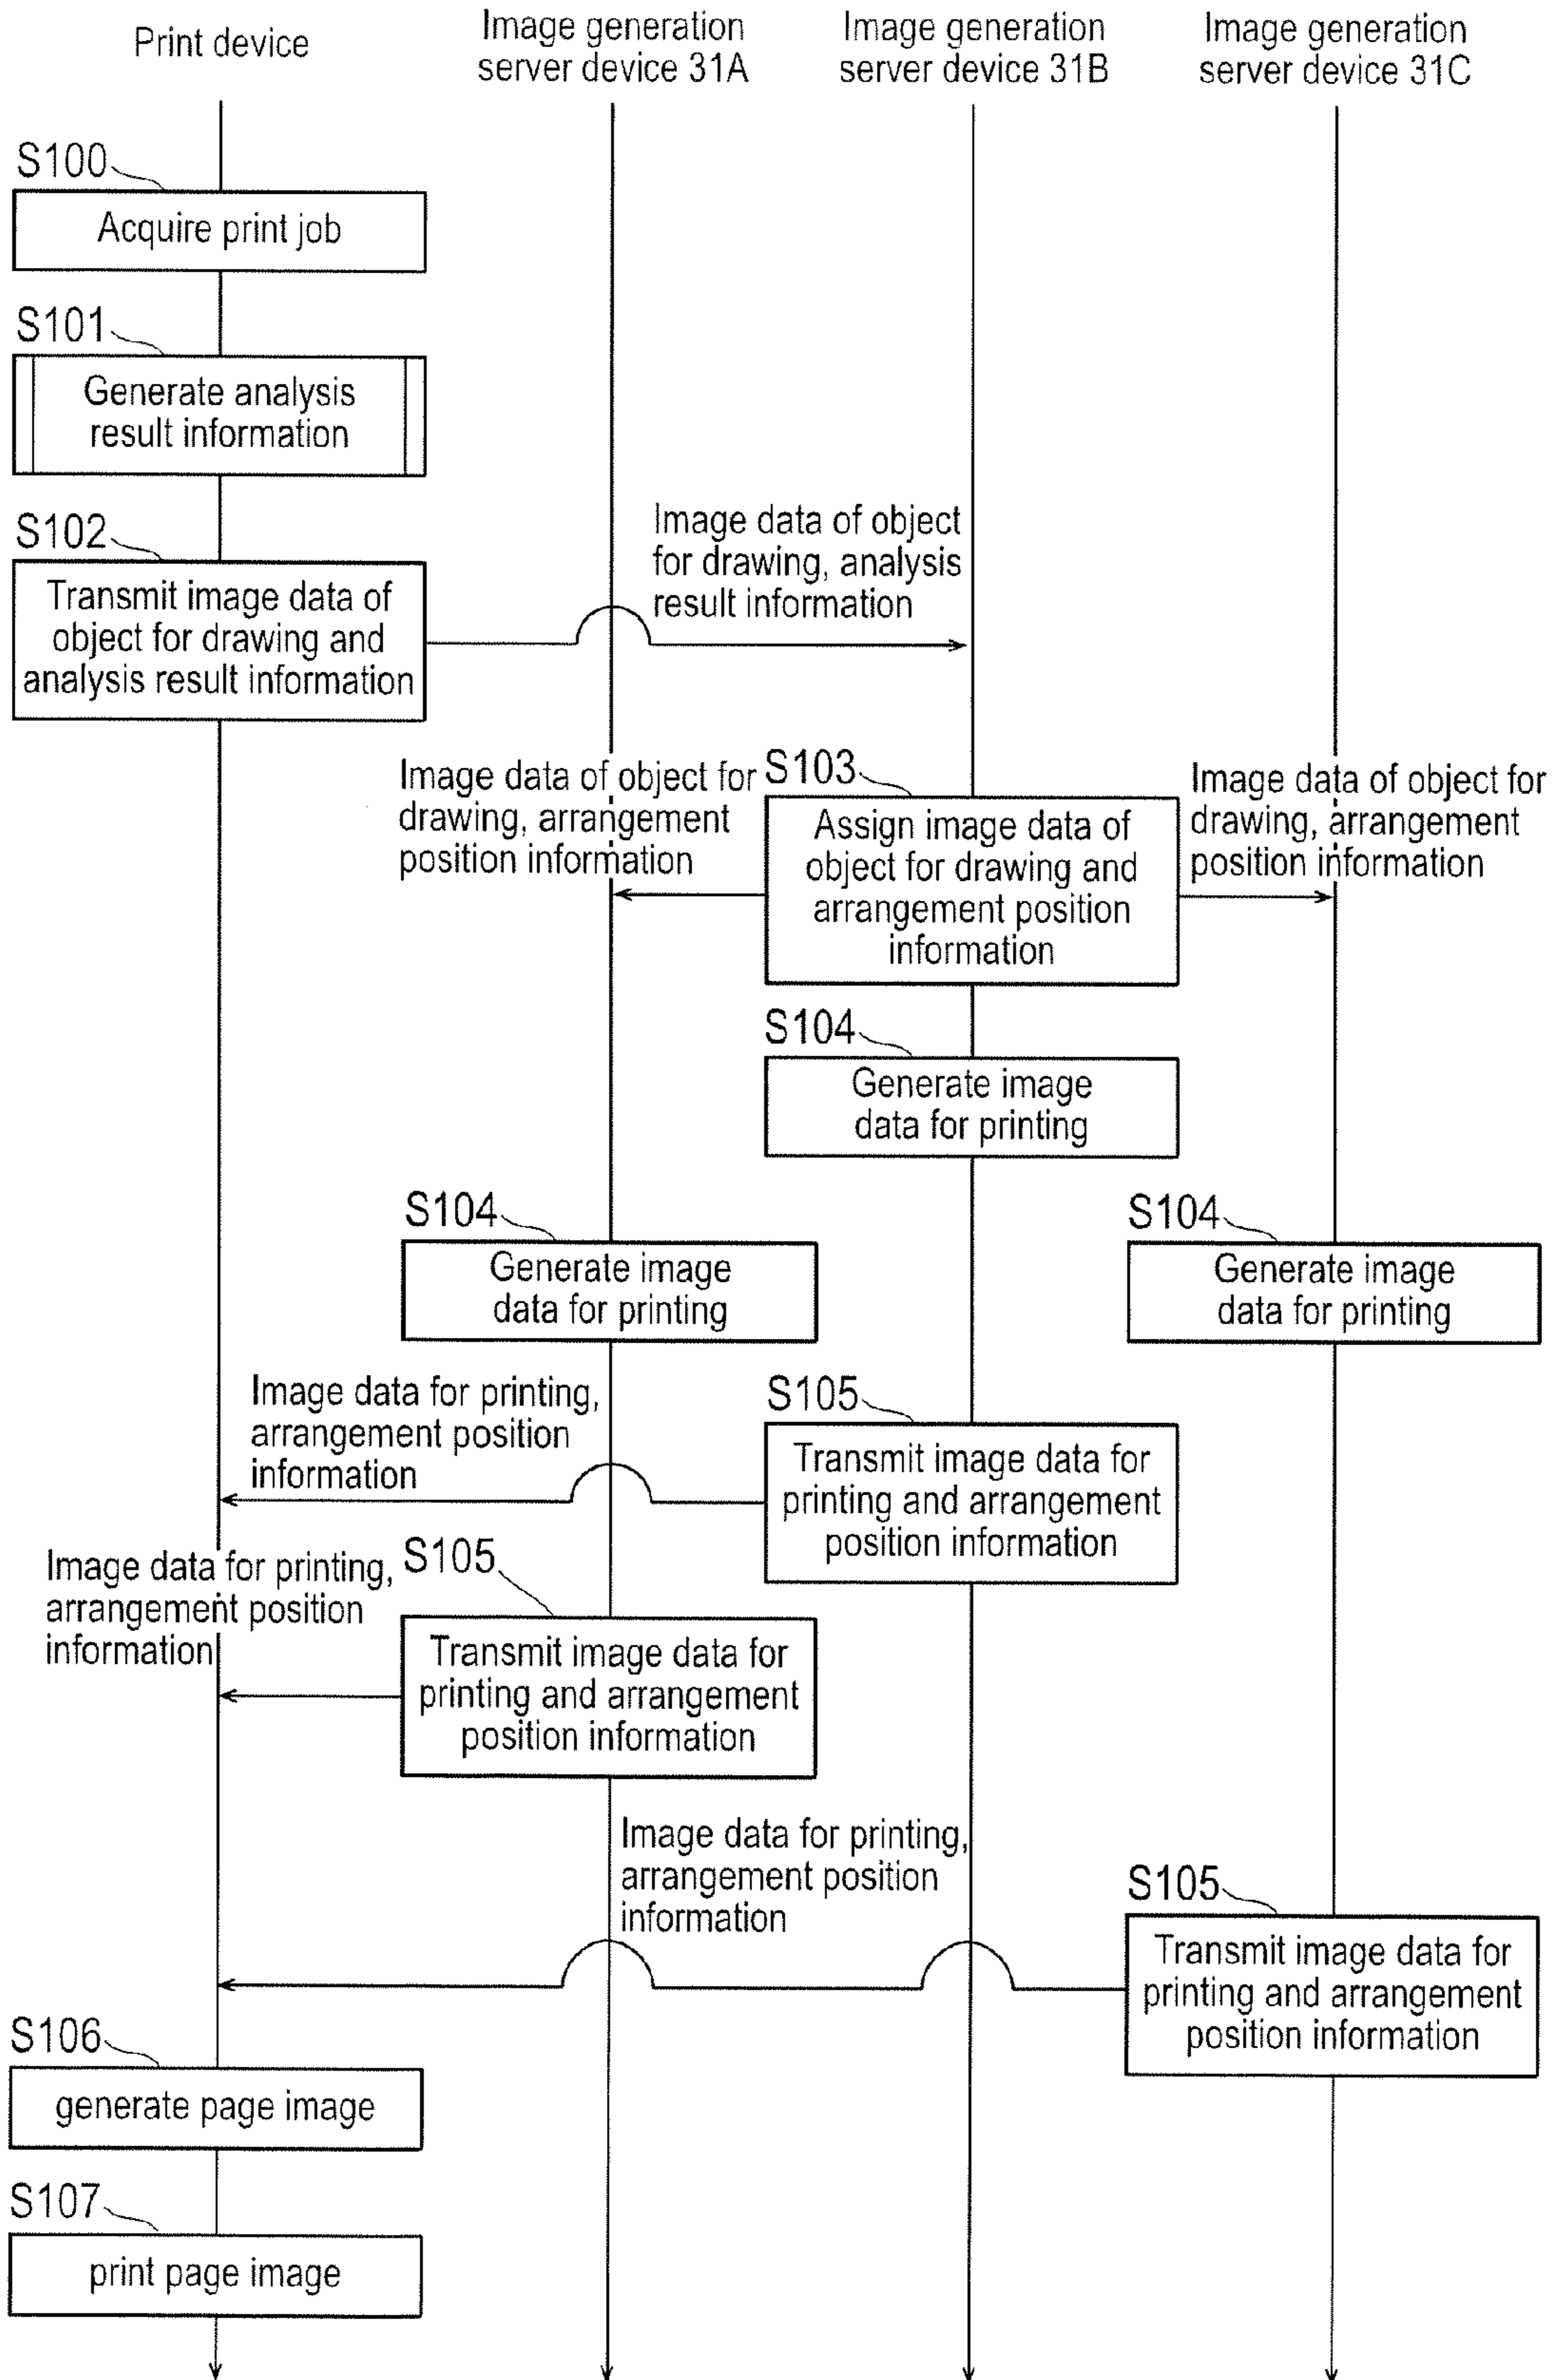 Print device
Image generation
server device 31A
Image generation
server device 31B
Image generation
server device 31C
S100
Acquire print job
S101
Generate analysis
result information
S102
Transmit image data of
object for drawing and
analysis result information
Image data of object
for drawing, analysis
result information
Image data of object for
drawing, arrangement
position information
S103
Assign image data of
object for drawing and
arrangement position
information
Image data of object for
drawing, arrangement
position information
S104
Generate image
data for printing
S104
Generate image
data for printing
S104
Generate image
data for printing
Image data for printing,
arrangement position
information
S105
Transmit image data for
printing and arrangement
position information
Image data for printing,
arrangement position
information
S105
Transmit image data for
printing and arrangement
position information
Image data for printing,
arrangement position
information
S105
Transmit image data for
printing and arrangement
position information
S106
generate page image
S107
print page image